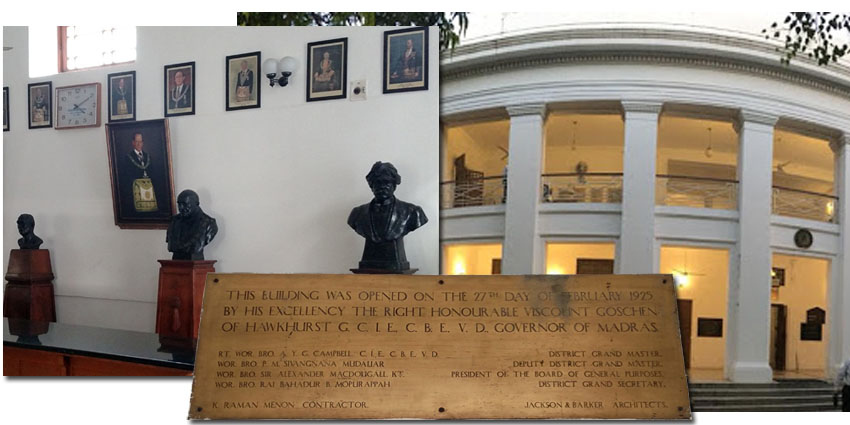 THIS BUILDING WAS OPENED ON THE 27TH DAY OF FEBRUARY 1925
BY HIS EXCELLENCY THE RIGHT HONOURABLE VISCOUNT GOSCHEN
OF HAWKHURST G. C. I. E., C. B. E., V. D. GOVERNOR OF MADRAS.
RT. WOR. BRO. Y. G. CAMPBELL, C. I. E., C. B. E., V. D. DISTRICT GRAND MASTER.
WOR. BRO. P. M. SIVANGNANA MUDALIAR DEPUTY DISTRICT GRAND MASTER.
WOR. BRO. SIR ALEXANDER MACDOUGALL KT. PRESIDENT OF THE BOARD OF GENERAL PURPOSES.
WOR. BRO. RAI BAHADUR B. MOPURAPPAH. DISTRICT GRAND SECRETARY.
K. RAMAN MENON CONTRACTOR. JACKSON & BARKER ARCHITECTS.